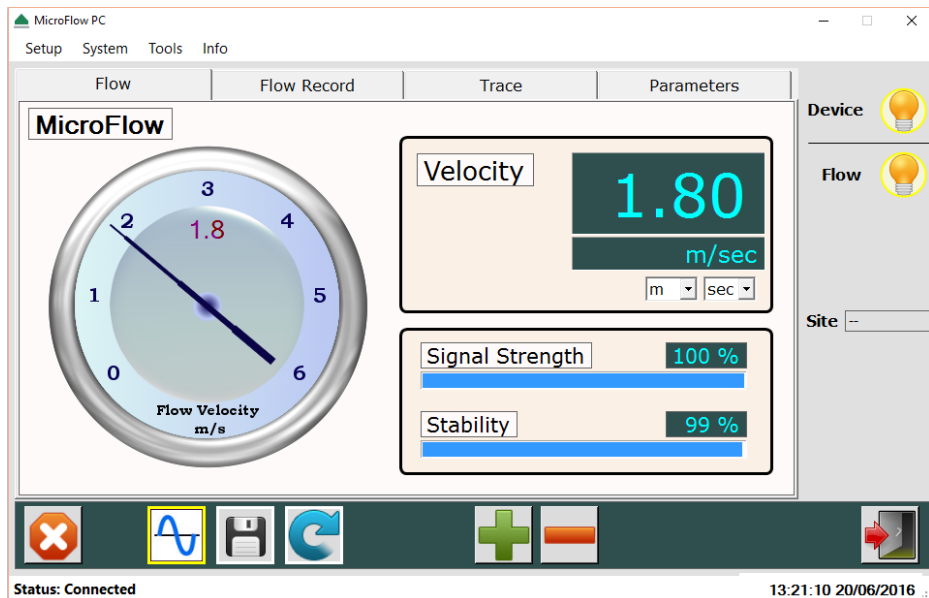 MicroFlow PC
Setup System Tools Info
Flow Flow Record Trace Parameters
MicroFlow
0
1
2
3
4
5
6
1.8
Flow Velocity
m/s
Velocity
1.80
m/sec
m sec
Signal Strength 100 %
Stability 99 %
Device
Flow
Site --
Status: Connected 13:21:10 20/06/2016